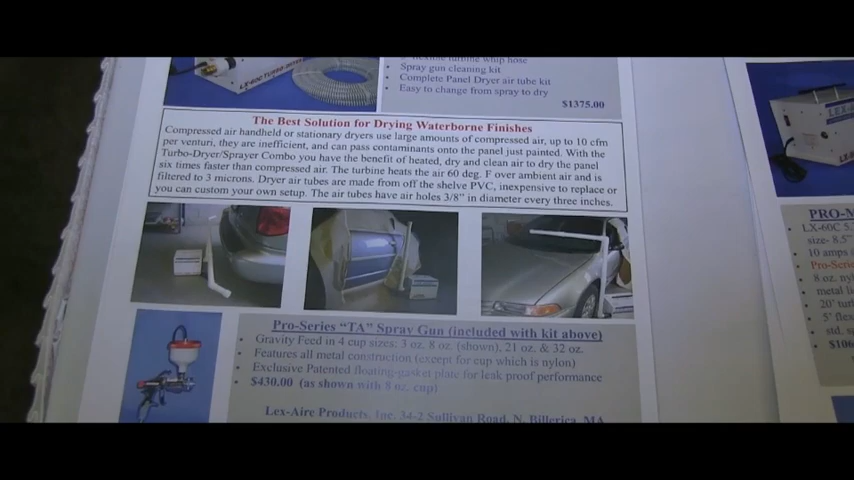 LX-60C TURBO-DRYER
flexible turbine whip hose
• Spray gun cleaning kit
• Complete Panel Dryer air tube kit
• Easy to change from spray to dry
$1375.00
The Best Solution for Drying Waterborne Finishes
Compressed air handheld or stationary dryers use large amounts of compressed air, up to 10 cfm
per venturi, they are inefficient, and can pass contaminants onto the panel just painted. With the
Turbo-Dryer/Sprayer Combo you have the benefit of heated, dry and clean air to dry the panel
six times faster than compressed air. The turbine heats the air 60 deg. F over ambient air and is
filtered to 3 microns. Dryer air tubes are made from off the shelve PVC, inexpensive to replace or
you can custom your own setup. The air tubes have air holes 3/8" in diameter every three inches.
Pro-Series "TA" Spray Gun (included with kit above)
• Gravity Feed in 4 cup sizes: 3 oz. 8 oz. (shown), 21 oz. & 32 oz.
• Features all metal construction (except for cup which is nylon)
• Exclusive Patented floating-gasket plate for leak proof performance
• $430.00 (as shown with 8 oz. cup)
Lex-Aire Products, Inc. 34-2 Sullivan Road, N. Billerica, MA
LEX-
PRO-
• LX-60C 5.
size- 8.5"
• 10 amps
Pro-Serie
• 8 oz. nyl
metal li
• 20' turl
• 5' flex
std. s
• $106